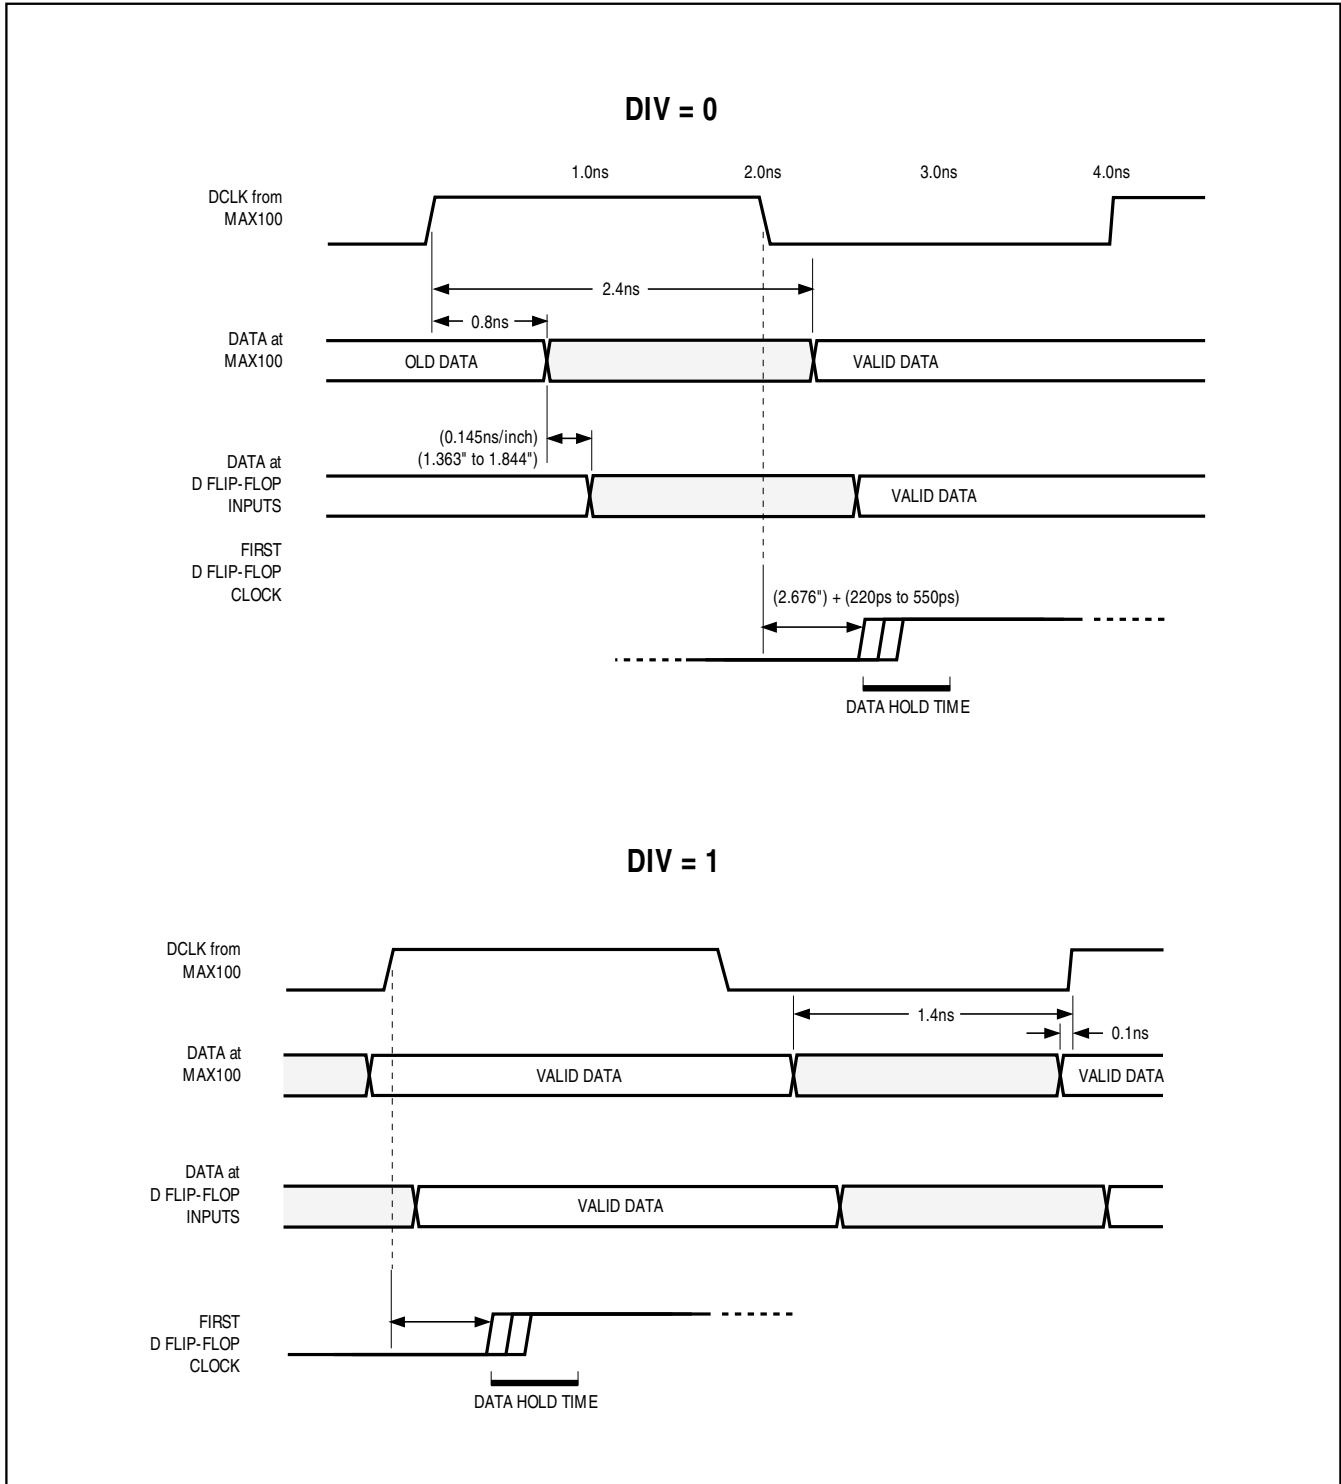 DIV = 0
1.0ns 2.0ns 3.0ns 4.0ns
DCLK from
MAX100
2.4ns
0.8ns
DATA at
MAX100
OLD DATA
VALID DATA
(0.145ns/inch)
(1.363" to 1.844")
DATA at
D FLIP-FLOP
INPUTS
VALID DATA
FIRST
D FLIP-FLOP
CLOCK
(2.676") + (220ps to 550ps)
DATA HOLD TIME
DIV = 1
DCLK from
MAX100
1.4ns
0.1ns
DATA at
MAX100
VALID DATA
VALID DATA
DATA at
D FLIP-FLOP
INPUTS
VALID DATA
FIRST
D FLIP-FLOP
CLOCK
DATA HOLD TIME